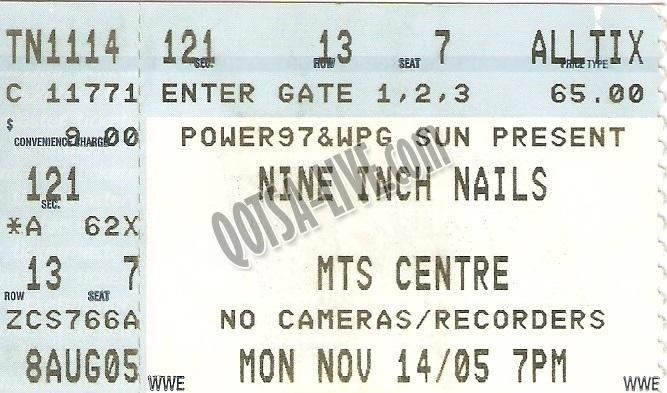 TN1114
C 11771
$ 9.00
CONVENIENCE CHARGE
121
SEC.
*A 62X
13 7
ROW SEAT
ZCS766A
8AUG05
121 13 7 ALLTIX
SEC. ROW SEAT PRICE TYPE
ENTER GATE 1,2,3 65.00
POWER97&WPG SUN PRESENT
NINE INCH NAILS
QOTSA-LIVE.com
MTS CENTRE
NO CAMERAS/RECORDERS
MON NOV 14/05 7PM
WWE WWE